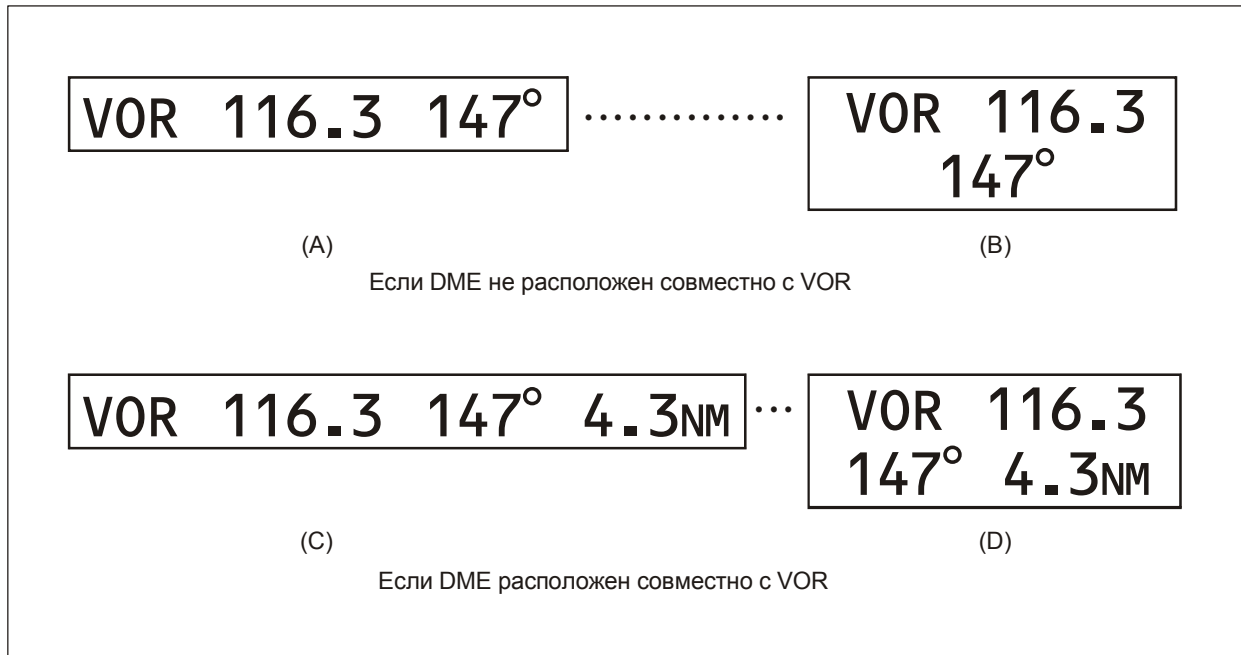 VOR 116.3 147°
VOR 116.3
147°
(A)
(B)
Если DME не расположен совместно с VOR
VOR 116.3 147° 4.3NM
VOR 116.3
147° 4.3NM
(C)
(D)
Если DME расположен совместно с VOR